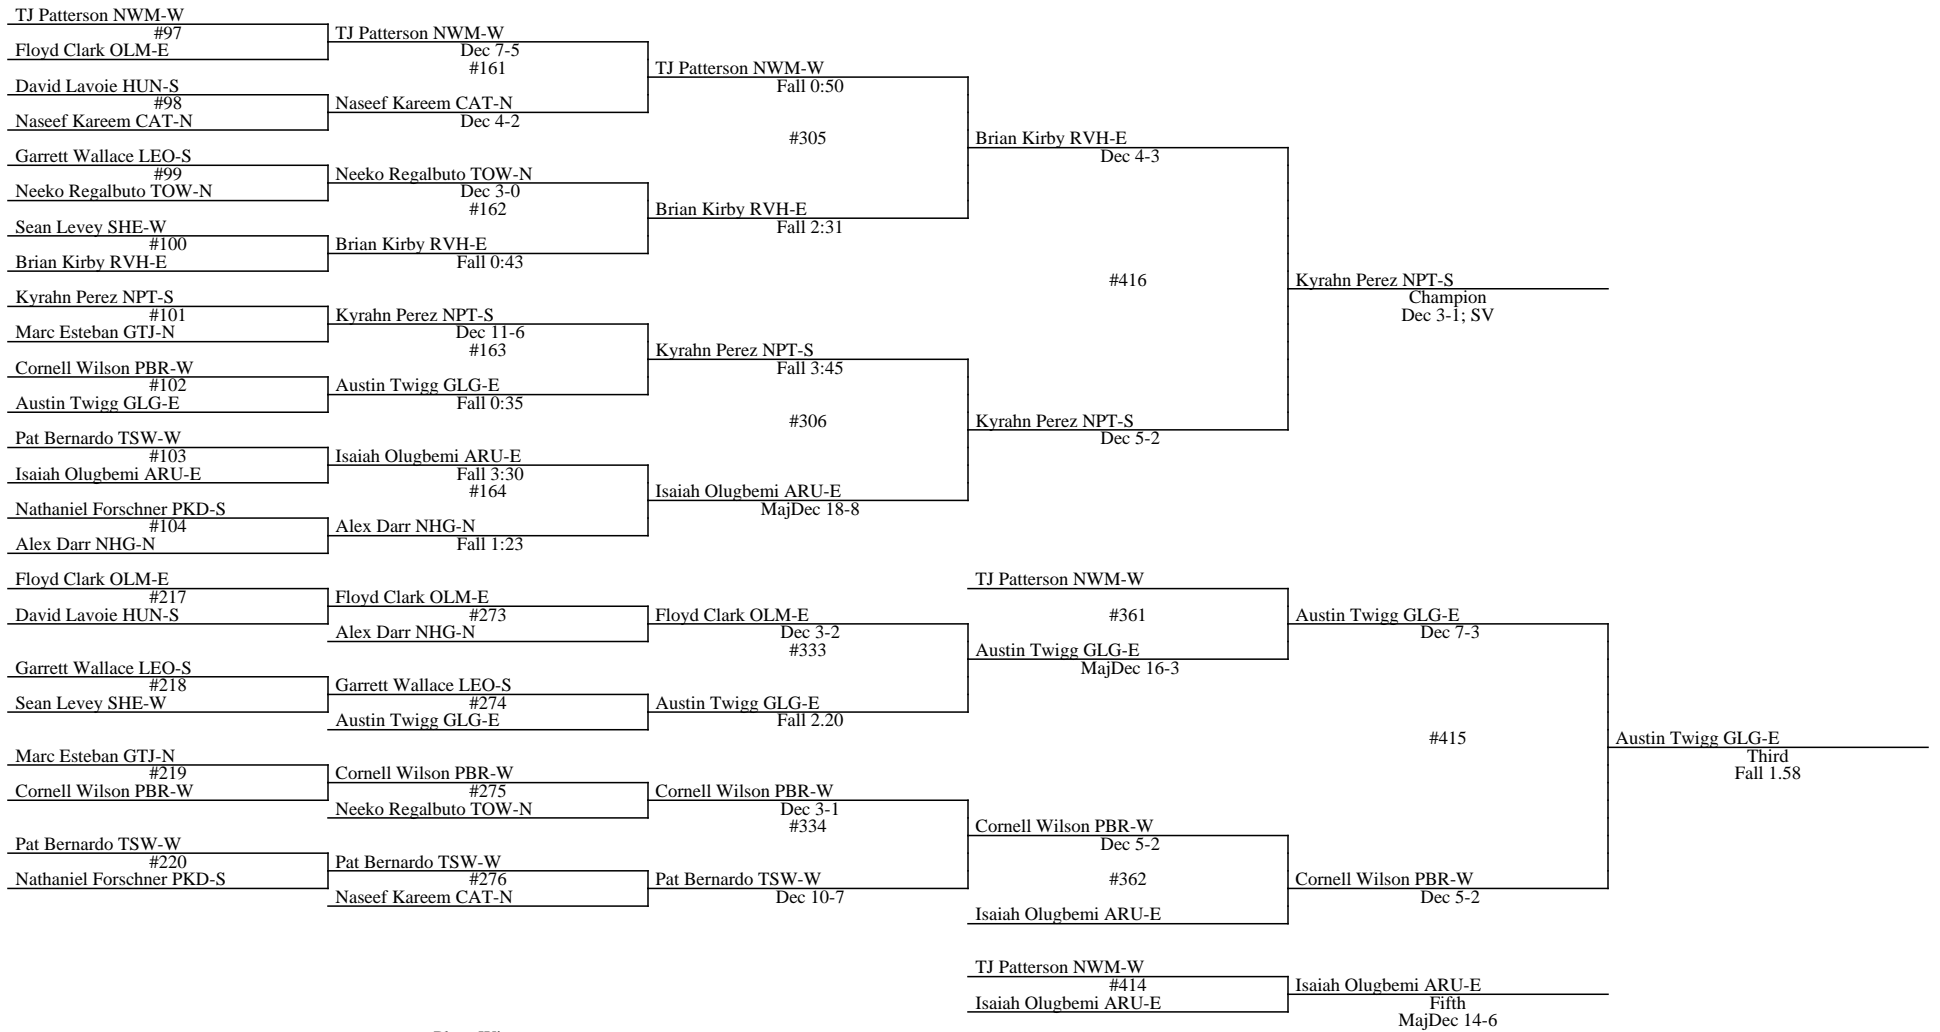 TJ Patterson NWM-W
#97
Floyd Clark OLM-E
David Lavoie HUN-S
#98
Naseef Kareem CAT-N
Garrett Wallace LEO-S
#99
Neeko Regalbuto TOW-N
Sean Levey SHE-W
#100
Brian Kirby RVH-E
Kyrahn Perez NPT-S
#101
Marc Esteban GTJ-N
Cornell Wilson PBR-W
#102
Austin Twigg GLG-E
Pat Bernardo TSW-W
#103
Isaiah Olugbemi ARU-E
Nathaniel Forschner PKD-S
#104
Alex Darr NHG-N
TJ Patterson NWM-W
Dec 7-5
#161
Naseef Kareem CAT-N
Dec 4-2
Neeko Regalbuto TOW-N
Dec 3-0
#162
Brian Kirby RVH-E
Fall 0:43
Kyrahn Perez NPT-S
Dec 11-6
#163
Austin Twigg GLG-E
Fall 0:35
Isaiah Olugbemi ARU-E
Fall 3:30
#164
Alex Darr NHG-N
Fall 1:23
TJ Patterson NWM-W
Fall 0:50
#305
Brian Kirby RVH-E
Fall 2:31
Kyrahn Perez NPT-S
Fall 3:45
#306
Isaiah Olugbemi ARU-E
MajDec 18-8
Brian Kirby RVH-E
Dec 4-3
#416
Kyrahn Perez NPT-S
Dec 5-2
Kyrahn Perez NPT-S
Champion
Dec 3-1; SV
Floyd Clark OLM-E
#217
David Lavoie HUN-S
Garrett Wallace LEO-S
#218
Sean Levey SHE-W
Marc Esteban GTJ-N
#219
Cornell Wilson PBR-W
Pat Bernardo TSW-W
#220
Nathaniel Forschner PKD-S
Floyd Clark OLM-E
#273
Alex Darr NHG-N
Garrett Wallace LEO-S
#274
Austin Twigg GLG-E
Cornell Wilson PBR-W
#275
Neeko Regalbuto TOW-N
Pat Bernardo TSW-W
#276
Naseef Kareem CAT-N
Floyd Clark OLM-E
Dec 3-2
#333
Austin Twigg GLG-E
Fall 2.20
Cornell Wilson PBR-W
Dec 3-1
#334
Pat Bernardo TSW-W
Dec 10-7
TJ Patterson NWM-W
#361
Austin Twigg GLG-E
MajDec 16-3
Cornell Wilson PBR-W
Dec 5-2
#362
Isaiah Olugbemi ARU-E
Austin Twigg GLG-E
Dec 7-3
#415
Cornell Wilson PBR-W
Dec 5-2
Austin Twigg GLG-E
Third
Fall 1.58
TJ Patterson NWM-W
#414
Isaiah Olugbemi ARU-E
Isaiah Olugbemi ARU-E
Fifth
MajDec 14-6